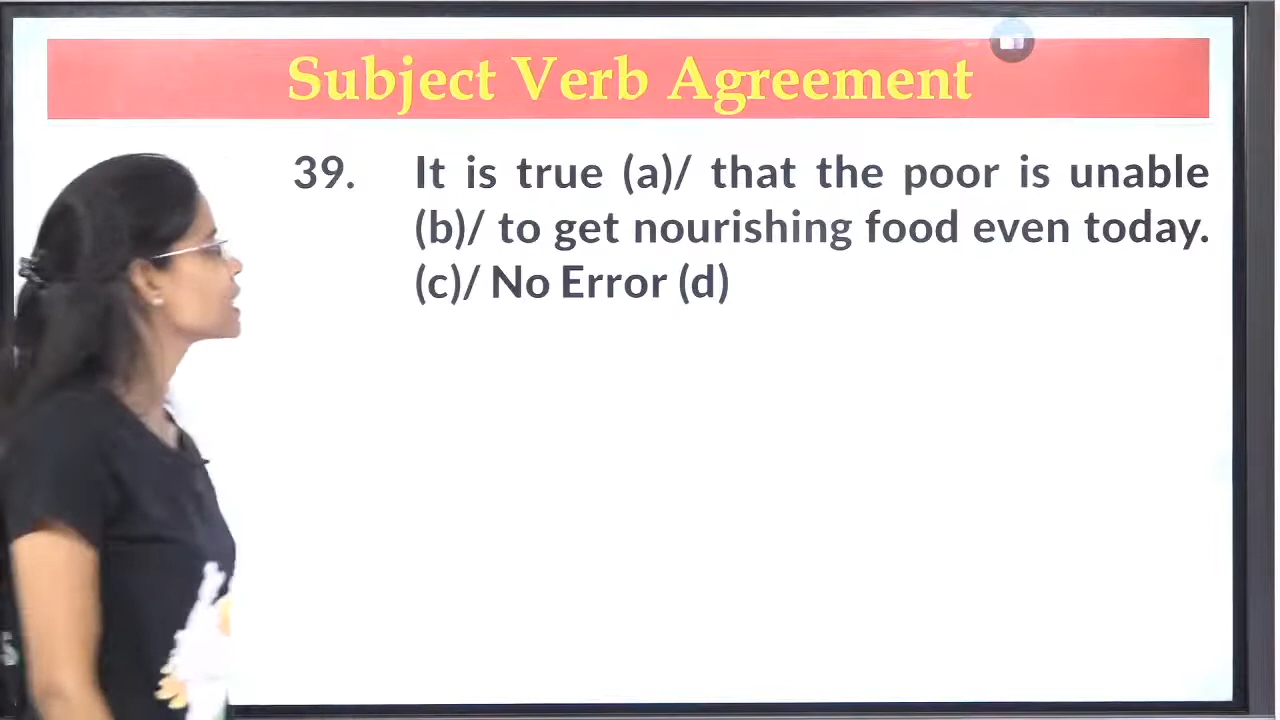 Subject Verb Agreement
39. It is true (a)/ that the poor is unable
(b)/ to get nourishing food even today.
(c)/ No Error (d)